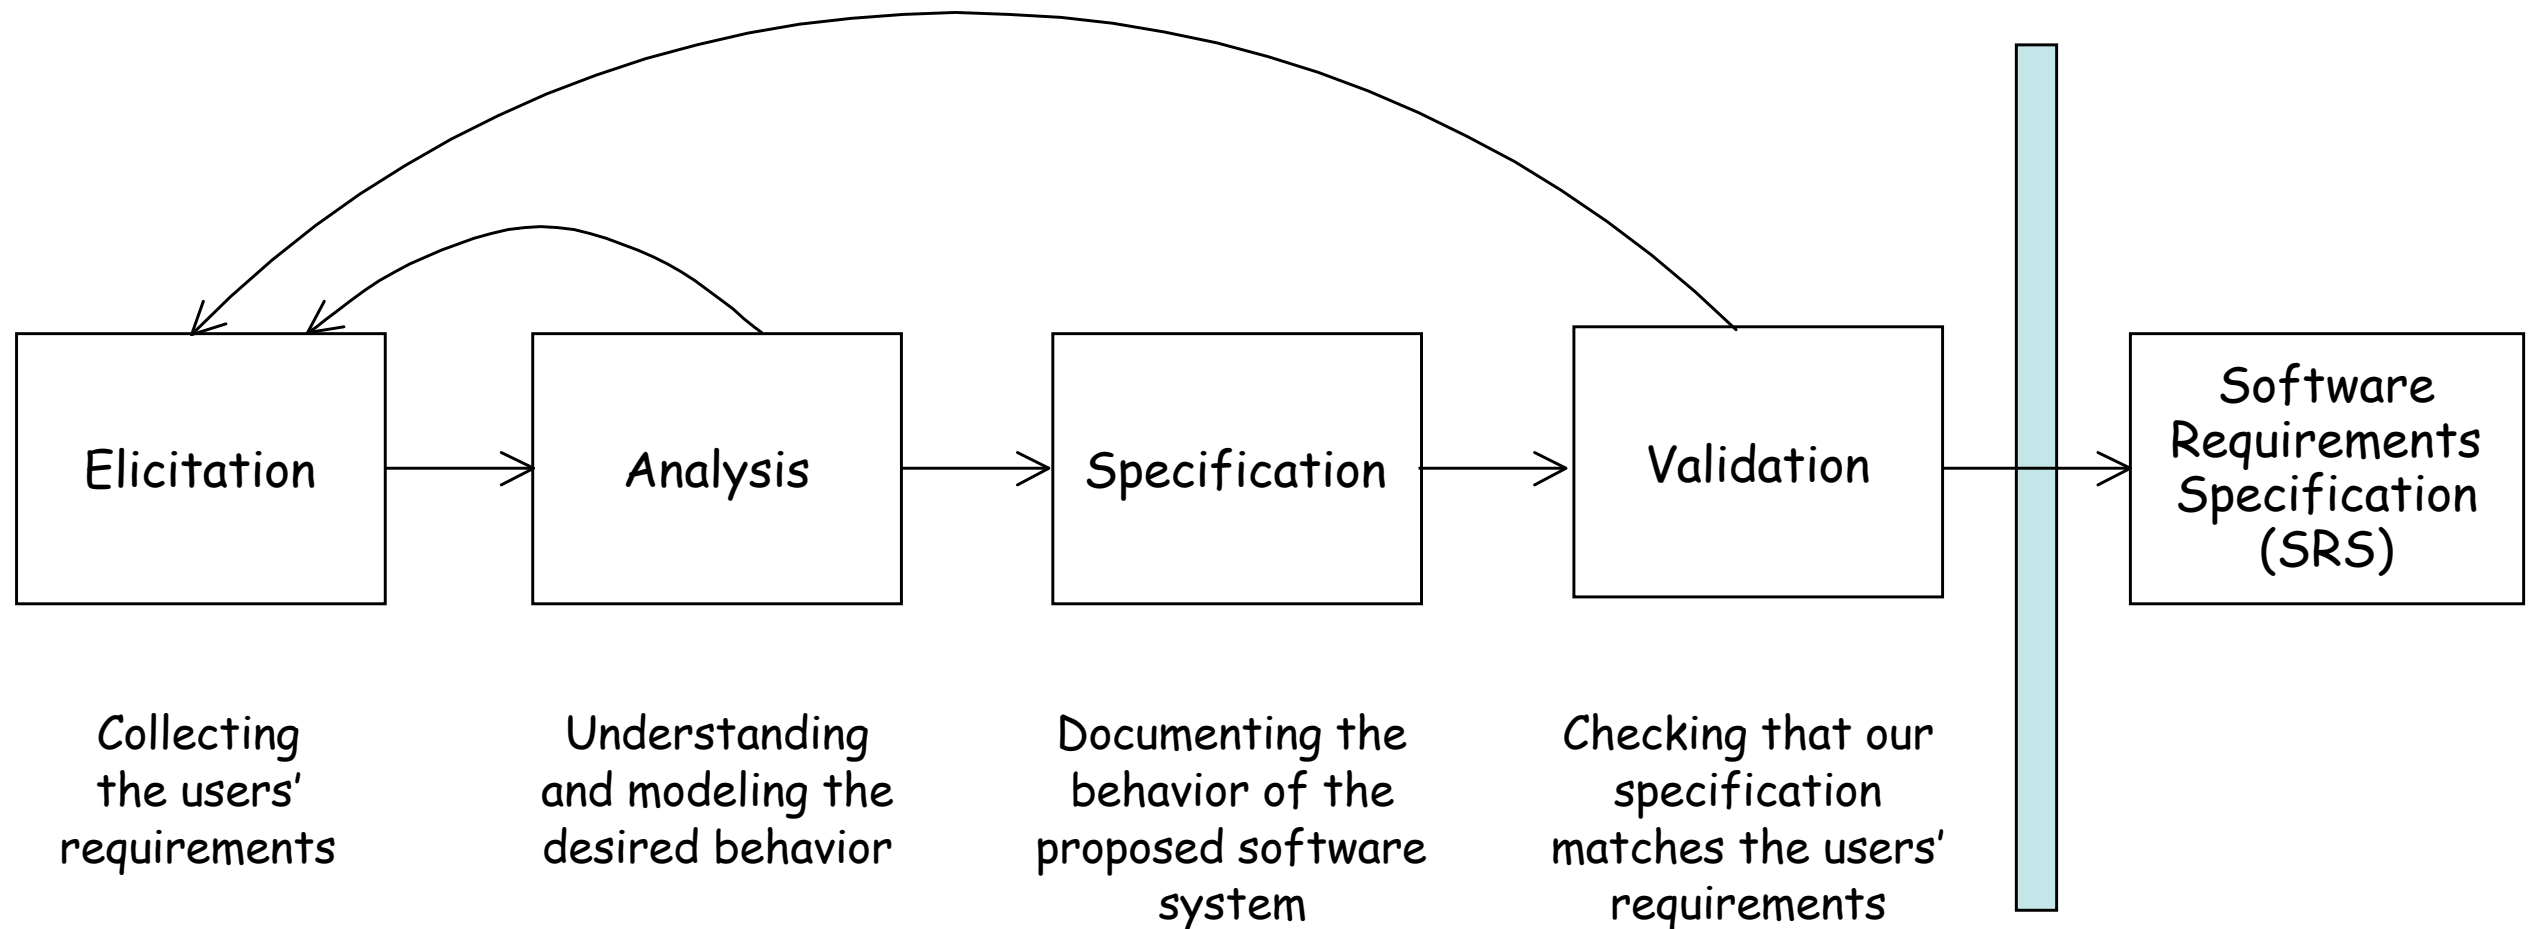 Elicitation
Analysis
Specification
Validation
Software
Requirements
Specification
(SRS)
Collecting
the users’
requirements
Understanding
and modeling the
desired behavior
Documenting the
behavior of the
proposed software
system
Checking that our
specification
matches the users’
requirements